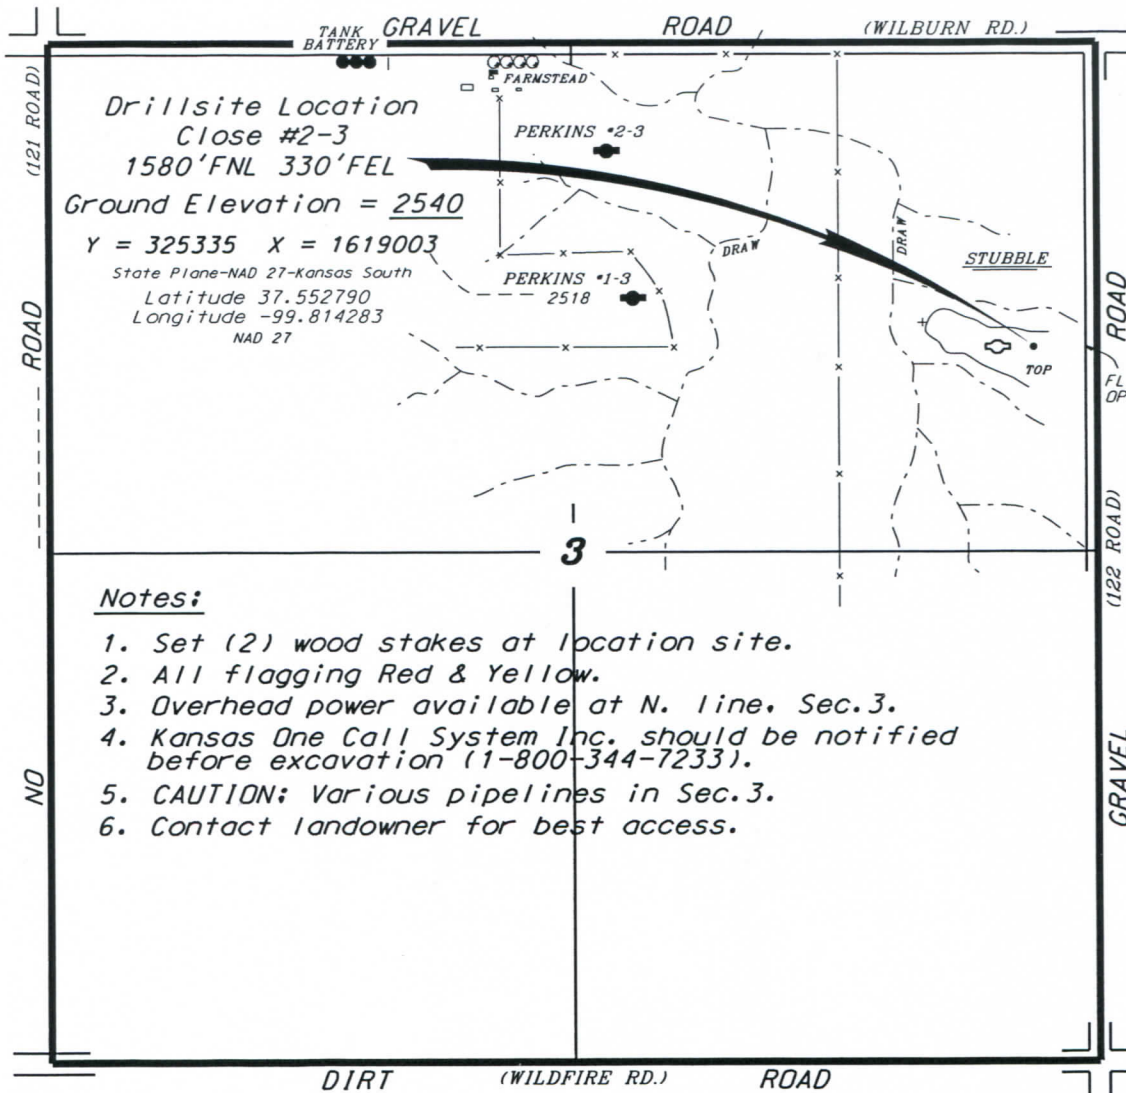 TANK
BATTERY
GRAVEL ROAD (WILBURN RD.)
(121 ROAD)
ROAD
NO
FARMSTEAD
Drillsite Location
Close #2-3
1580'FNL 330'FEL
Ground Elevation = 2540
Y = 325335 X = 1619003
State Plane-NAD 27-Kansas South
Latitude 37.552790
Longitude -99.814283
NAD 27
PERKINS #2-3
PERKINS #1-3
2518
DRAW
DRAW
STUBBLE
TOP
ROAD
FL
OP
(122 ROAD)
GRAVEL
3
Notes:
1. Set (2) wood stakes at location site.
2. All flagging Red & Yellow.
3. Overhead power available at N. line, Sec.3.
4. Kansas One Call System Inc. should be notified
before excavation (1-800-344-7233).
5. CAUTION: Various pipelines in Sec.3.
6. Contact landowner for best access.
DIRT (WILDFIRE RD.) ROAD